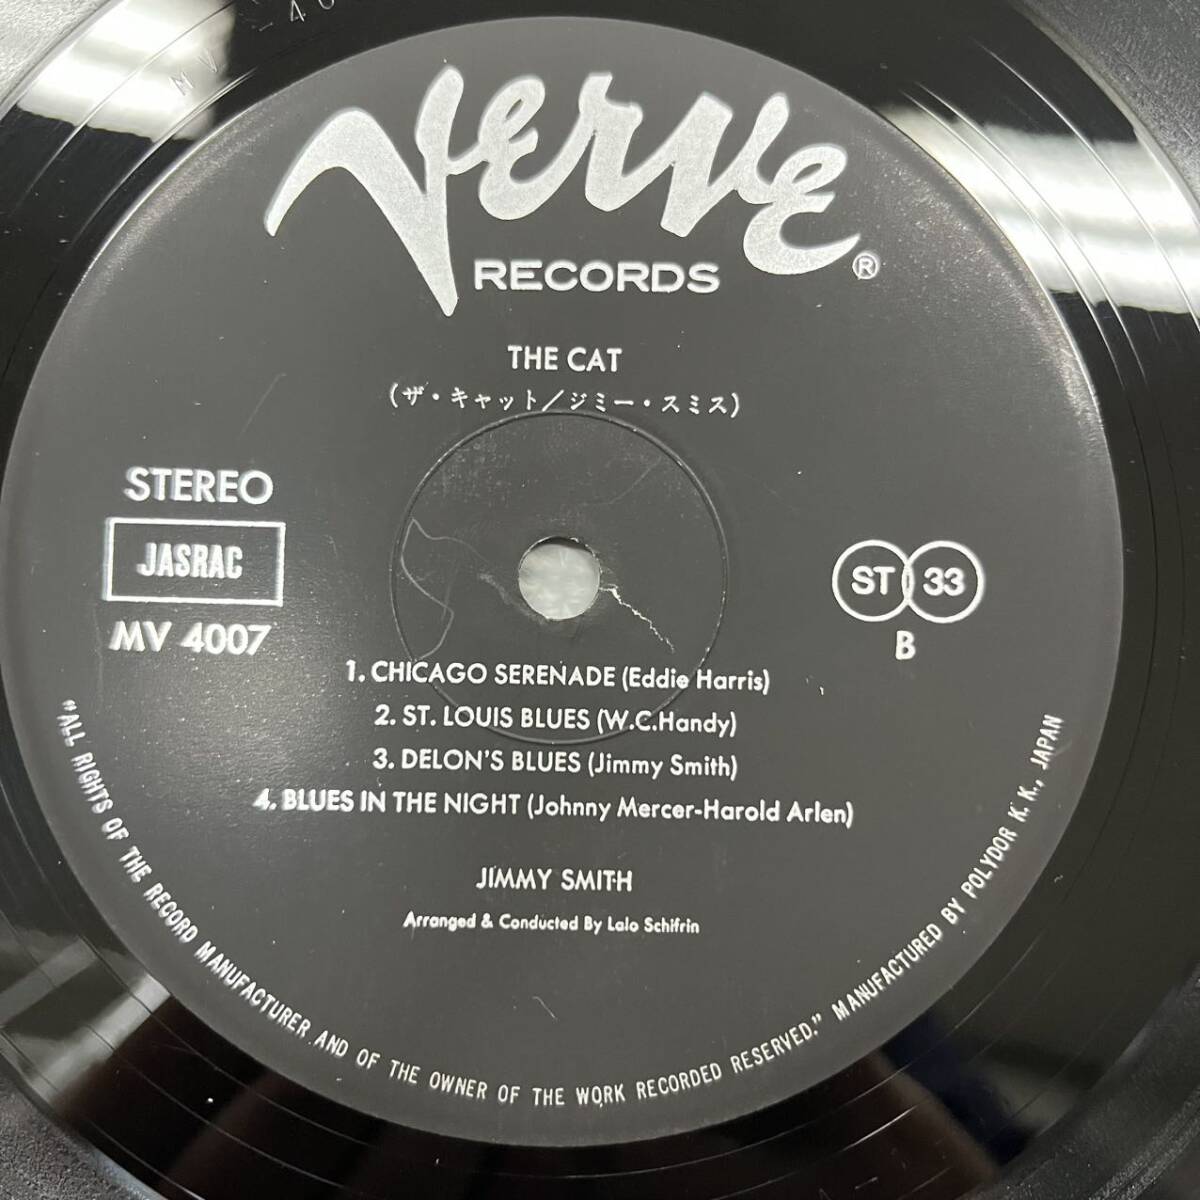 Verve
RECORDS
®
THE CAT
(ザ・キャット／ジミー・スミス)
STEREO
JASRAC
MV 4007
ST 33
B
1. CHICAGO SERENADE (Eddie Harris)
2. ST. LOUIS BLUES (W.C.Handy)
3. DELON'S BLUES (Jimmy Smith)
4. BLUES IN THE NIGHT (Johnny Mercer-Harold Arlen)
JIMMY SMITH
Arranged & Conducted By Lalo Schifrin
"ALL RIGHTS OF THE RECORD MANUFACTURER AND OF THE OWNER OF THE WORK RECORDED RESERVED." MANUFACTURED BY POLYDOR K.K., JAPAN